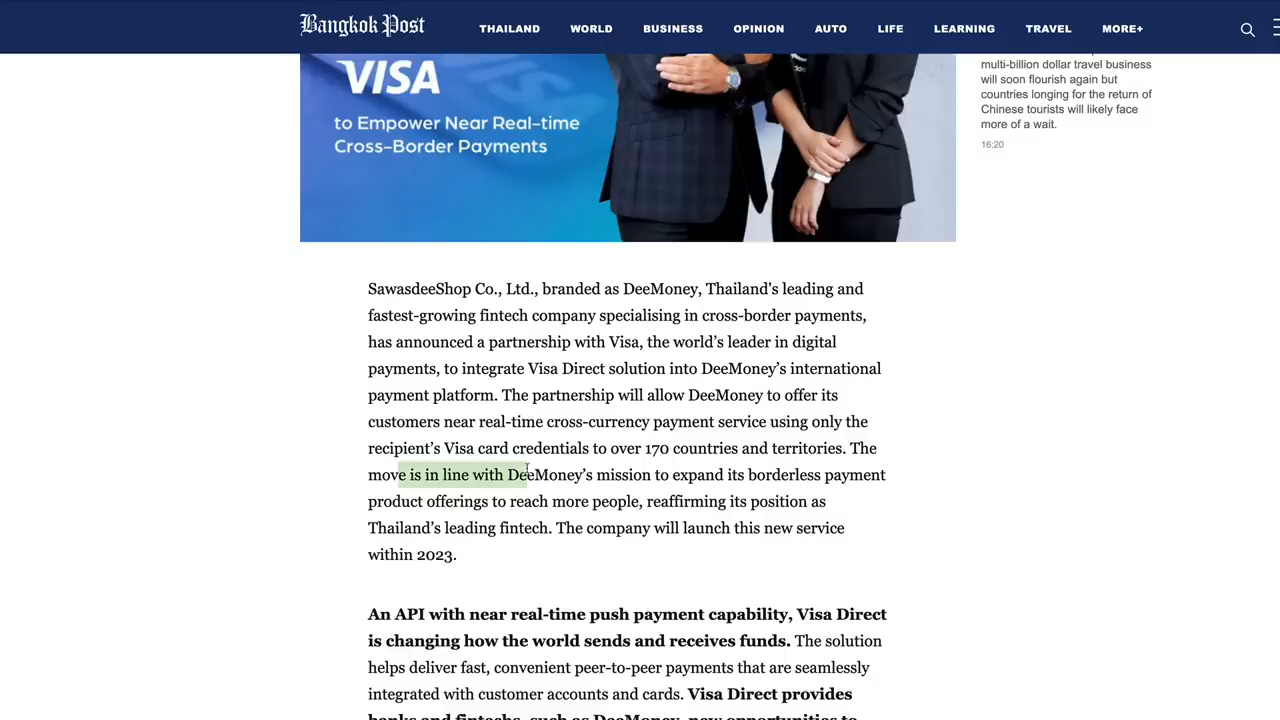 Bangkok Post
THAILAND WORLD BUSINESS OPINION AUTO LIFE LEARNING TRAVEL MORE+
VISA
to Empower Near Real-time
Cross-Border Payments
multi-billion dollar travel business
will soon flourish again but
countries longing for the return of
Chinese tourists will likely face
more of a wait.
16:20
SawasdeeShop Co., Ltd., branded as DeeMoney, Thailand's leading and
fastest-growing fintech company specialising in cross-border payments,
has announced a partnership with Visa, the world’s leader in digital
payments, to integrate Visa Direct solution into DeeMoney’s international
payment platform. The partnership will allow DeeMoney to offer its
customers near real-time cross-currency payment service using only the
recipient’s Visa card credentials to over 170 countries and territories. The
move is in line with DeeMoney’s mission to expand its borderless payment
product offerings to reach more people, reaffirming its position as
Thailand’s leading fintech. The company will launch this new service
within 2023.
An API with near real-time push payment capability, Visa Direct
is changing how the world sends and receives funds. The solution
helps deliver fast, convenient peer-to-peer payments that are seamlessly
integrated with customer accounts and cards. Visa Direct provides
banks and fintechs, such as DeeMoney, new opportunities to